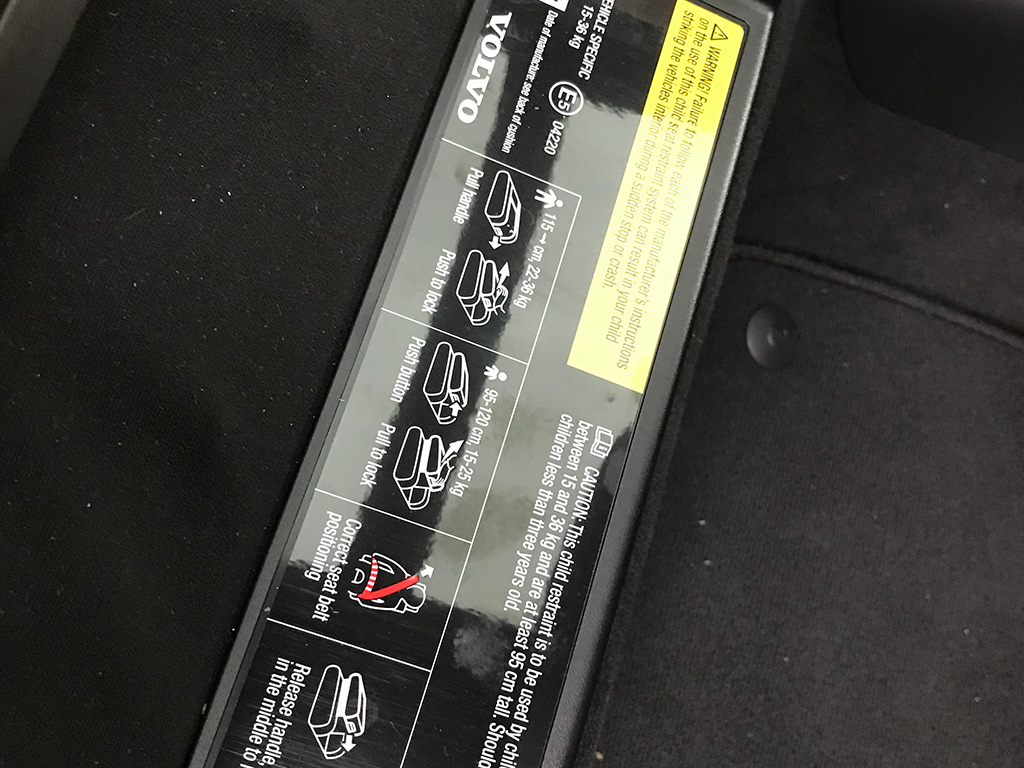 WARNING! Failure to follow each of the manufacturer's instructions
on the use of this child seat restraint system can result in your child
striking the vehicles interior during a sudden stop or crash.
VEHICLE SPECIFIC
15-36 kg
E5 04220
Date of manufacture: see back of cushion
VOLVO
115 → cm, 22-36 kg
Pull handle
Push to lock
95-120 cm, 15-25 kg
Push button
Pull to lock
Correct seat belt
positioning
Release handle,
in the middle to
CAUTION: This child restraint is to be used by
between 15 and 36 kg and are at least 95 cm tall.
children less than three years old.